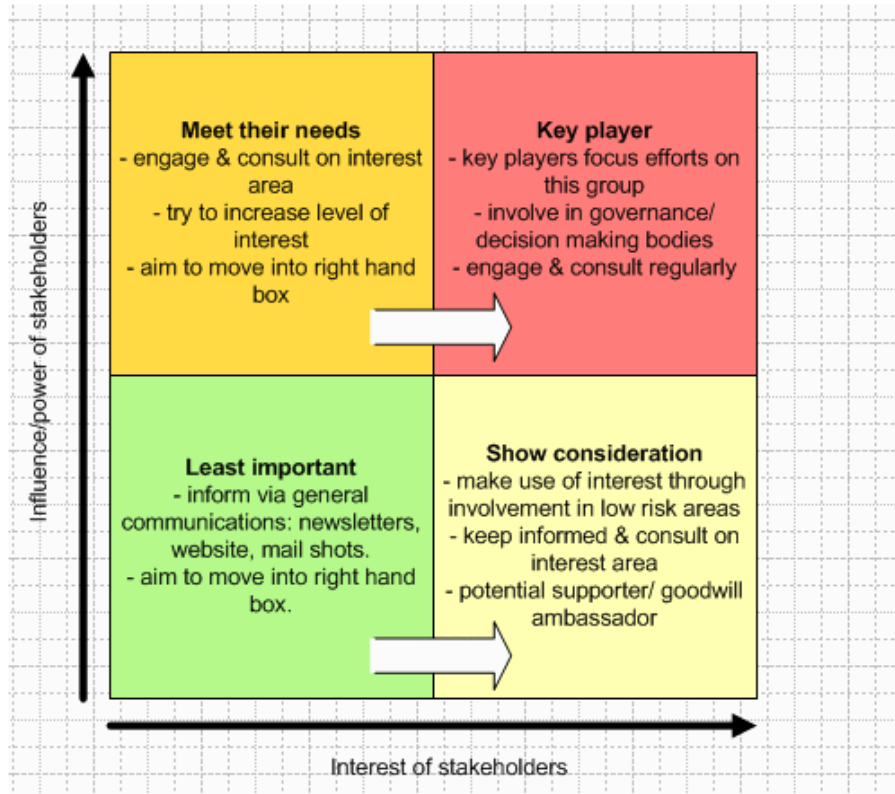 Influence/power of stakeholders
Meet their needs
- engage & consult on interest
area
- try to increase level of
interest
- aim to move into right hand
box
Key player
- key players focus efforts on
this group
- involve in governance/
decision making bodies
- engage & consult regularly
Least important
- inform via general
communications: newsletters,
website, mail shots.
- aim to move into right hand
box.
Show consideration
- make use of interest through
involvement in low risk areas
- keep informed & consult on
interest area
- potential supporter/ goodwill
ambassador
Interest of stakeholders